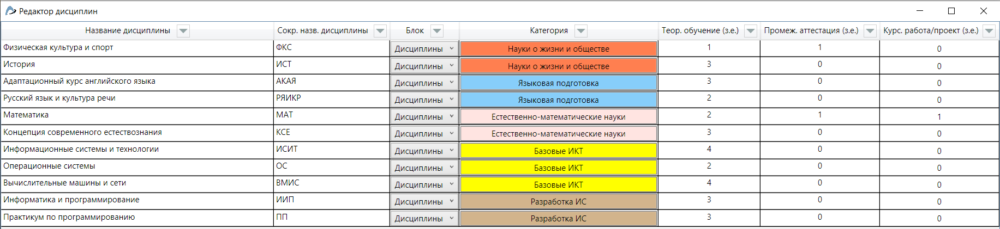 Редактор дисциплин
Название дисциплины Сокр. назв. дисциплины Блок Категория Теор. обучение (з.е.) Промеж. аттестация (з.е.) Курс. работа/проект (з.е.)
Физическая культура и спорт ФКС Дисциплины Науки о жизни и обществе 1 1 0
История ИСТ Дисциплины Науки о жизни и обществе 3 0 0
Адаптационный курс английского языка АКАЯ Дисциплины Языковая подготовка 3 0 0
Русский язык и культура речи РЯИКР Дисциплины Языковая подготовка 2 0 0
Математика МАТ Дисциплины Естественно-математические науки 2 1 1
Концепция современного естествознания КСЕ Дисциплины Естественно-математические науки 3 0 0
Информационные системы и технологии ИСИТ Дисциплины Базовые ИКТ 4 0 0
Операционные системы ОС Дисциплины Базовые ИКТ 2 0 0
Вычислительные машины и сети ВМИС Дисциплины Базовые ИКТ 4 0 0
Информатика и программирование ИИП Дисциплины Разработка ИС 3 0 0
Практикум по программированию ПП Дисциплины Разработка ИС 3 0 0